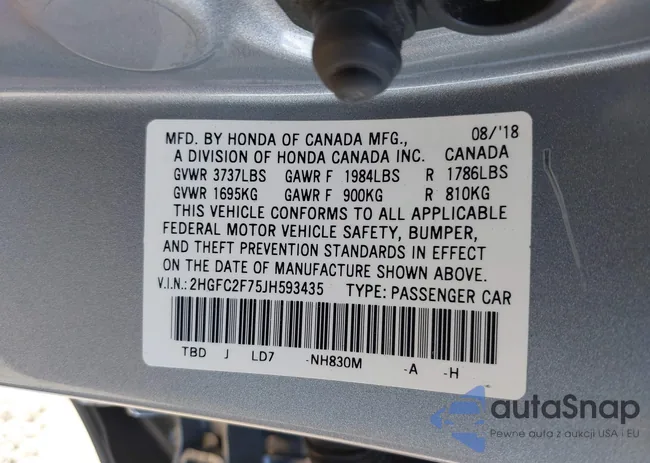 MFD. BY HONDA OF CANADA MFG., 08/'18
A DIVISION OF HONDA CANADA INC. CANADA
GVWR 3737LBS GAWR F 1984LBS R 1786LBS
GVWR 1695KG GAWR F 900KG R 810KG
THIS VEHICLE CONFORMS TO ALL APPLICABLE
FEDERAL MOTOR VEHICLE SAFETY, BUMPER,
AND THEFT PREVENTION STANDARDS IN EFFECT
ON THE DATE OF MANUFACTURE SHOWN ABOVE.
V.I.N.: 2HGFC2F75JH593435 TYPE: PASSENGER CAR
TBD J LD7 -NH830M -A -H
autaSnap
Pewne auta z aukcji USA i EU